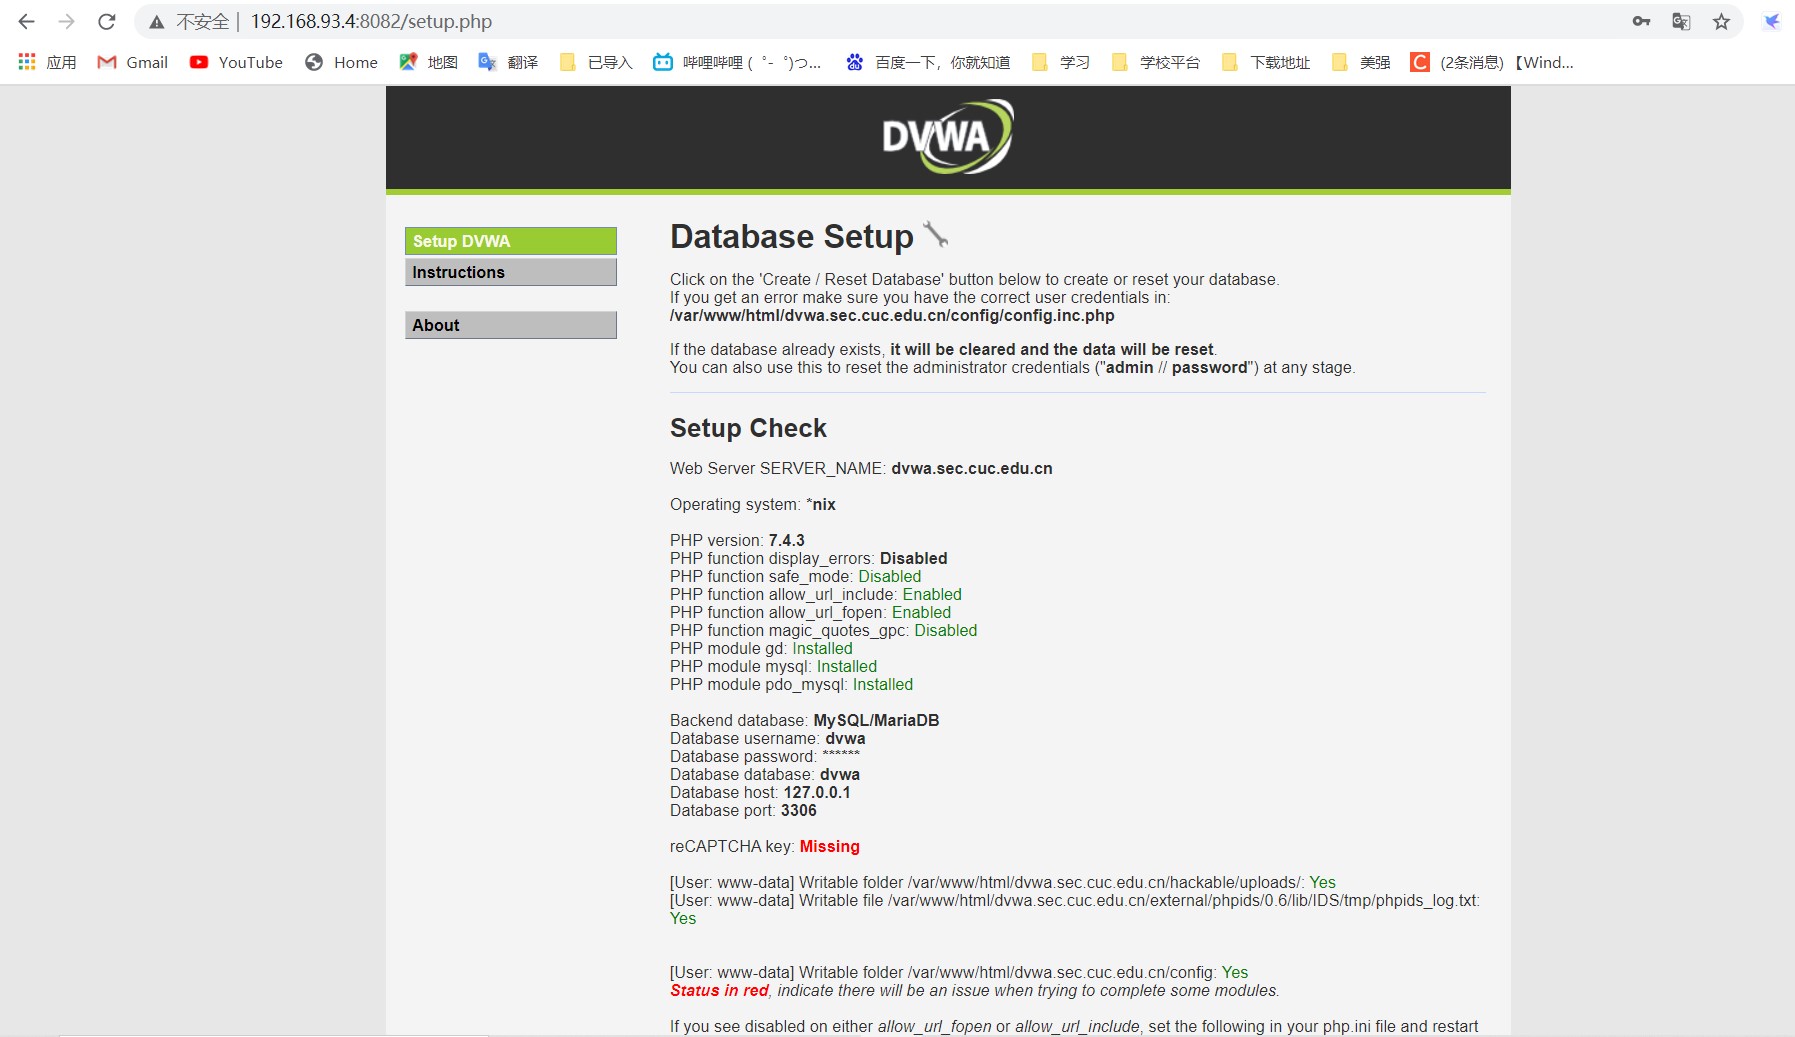 不安全 | 192.168.93.4:8082/setup.php
应用 Gmail YouTube Home 地图 翻译 已导入 哔哩哔哩 ( ゜- ゜)つ... 百度一下，你就知道 学习 学校平台 下载地址 美强 (2条消息) 【Wind...
DVWA
Setup DVWA
Instructions
About
Database Setup
Click on the 'Create / Reset Database' button below to create or reset your database.
If you get an error make sure you have the correct user credentials in:
/var/www/html/dvwa.sec.cuc.edu.cn/config/config.inc.php
If the database already exists, it will be cleared and the data will be reset.
You can also use this to reset the administrator credentials ("admin // password") at any stage.
Setup Check
Web Server SERVER_NAME: dvwa.sec.cuc.edu.cn
Operating system: *nix
PHP version: 7.4.3
PHP function display_errors: Disabled
PHP function safe_mode: Disabled
PHP function allow_url_include: Enabled
PHP function allow_url_fopen: Enabled
PHP function magic_quotes_gpc: Disabled
PHP module gd: Installed
PHP module mysql: Installed
PHP module pdo_mysql: Installed
Backend database: MySQL/MariaDB
Database username: dvwa
Database password: ******
Database database: dvwa
Database host: 127.0.0.1
Database port: 3306
reCAPTCHA key: Missing
[User: www-data] Writable folder /var/www/html/dvwa.sec.cuc.edu.cn/hackable/uploads/: Yes
[User: www-data] Writable file /var/www/html/dvwa.sec.cuc.edu.cn/external/phpids/0.6/lib/IDS/tmp/phpids_log.txt:
Yes
[User: www-data] Writable folder /var/www/html/dvwa.sec.cuc.edu.cn/config: Yes
Status in red, indicate there will be an issue when trying to complete some modules.
If you see disabled on either allow_url_fopen or allow_url_include, set the following in your php.ini file and restart